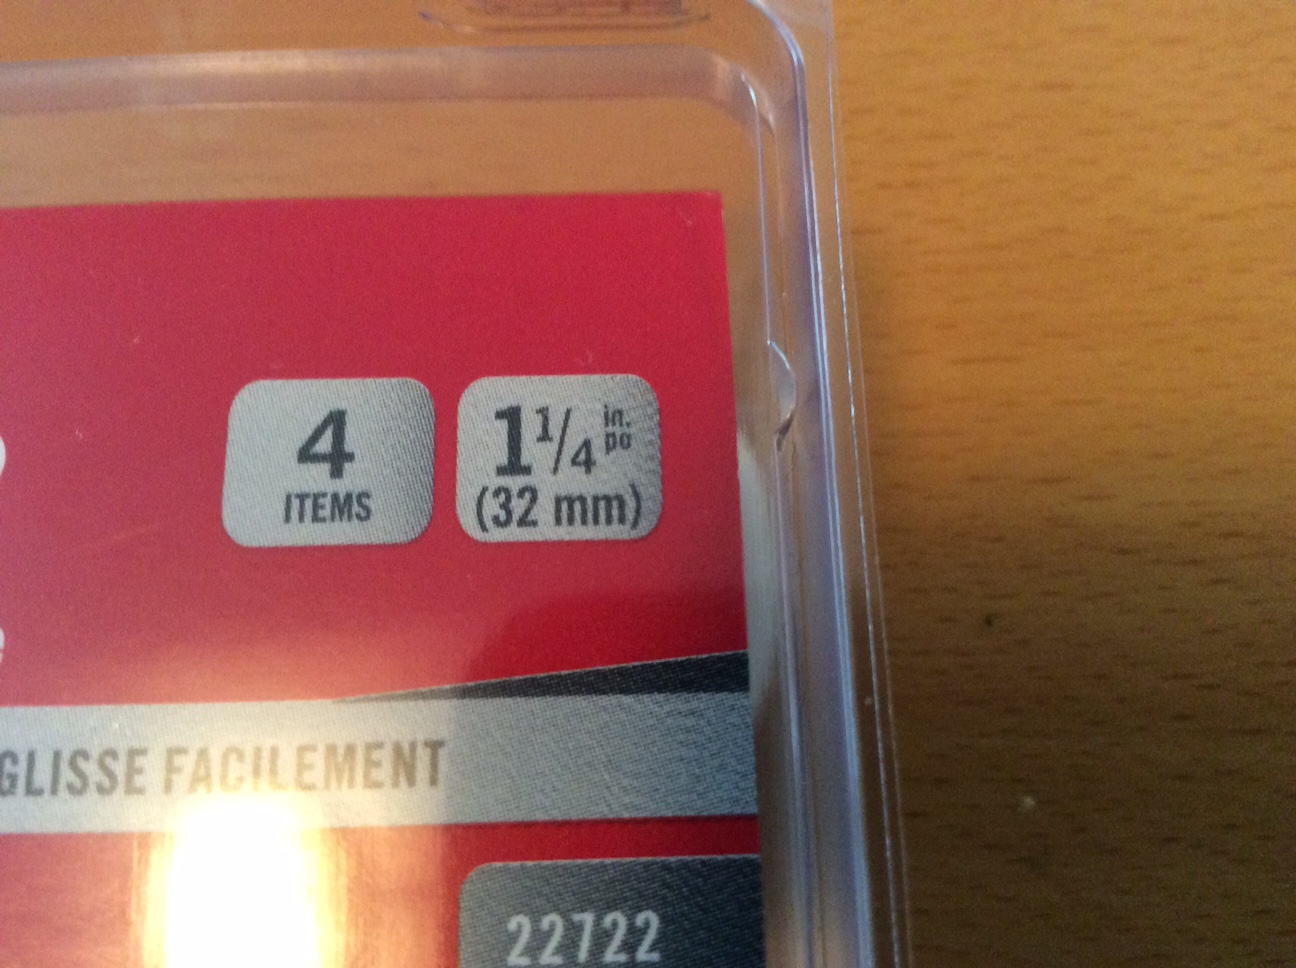 4
ITEMS
1 1/4 in.
po
(32 mm)
GLISSE FACILEMENT
22722